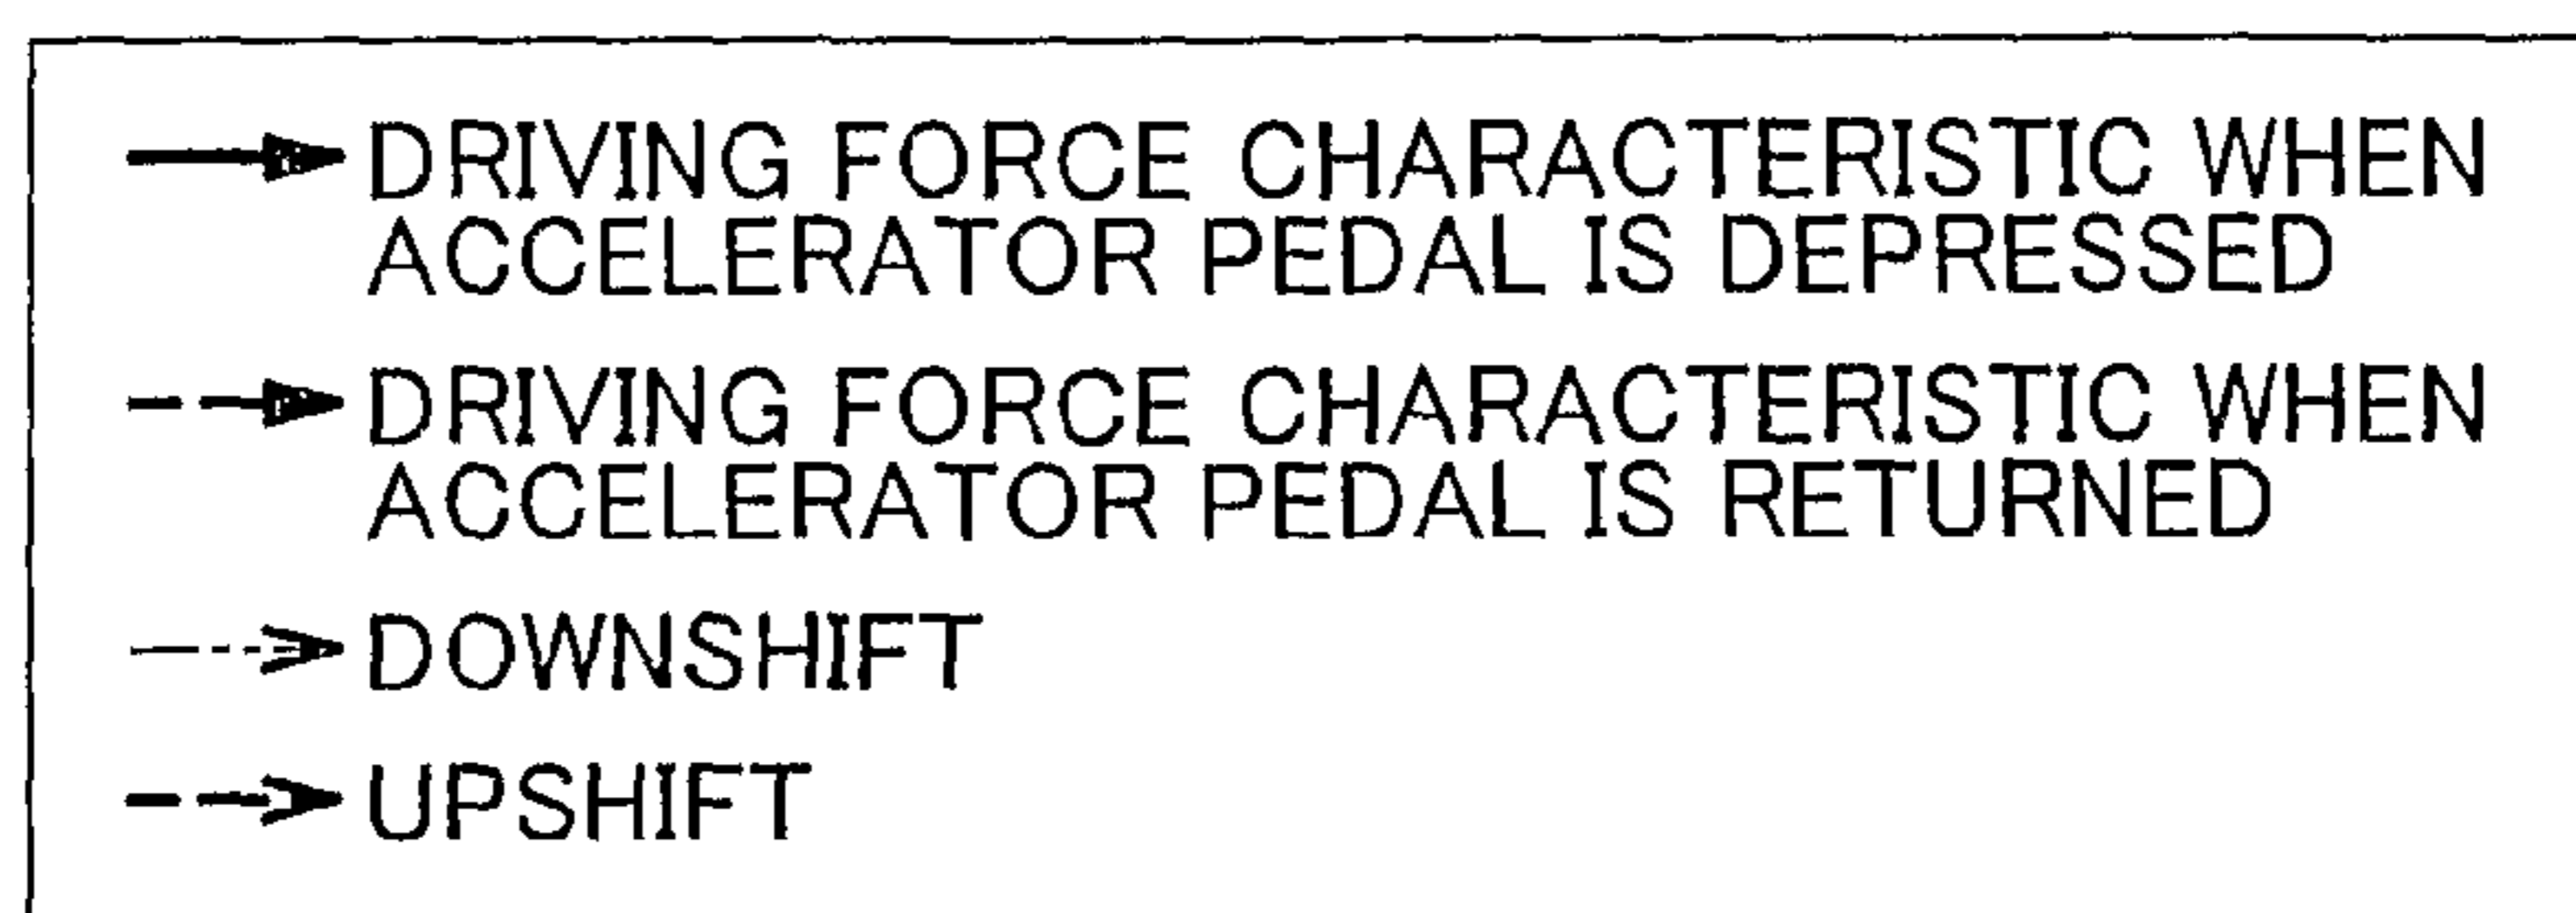 DRIVING FORCE CHARACTERISTIC WHEN
ACCELERATOR PEDAL IS DEPRESSED
DRIVING FORCE CHARACTERISTIC WHEN
ACCELERATOR PEDAL IS RETURNED
DOWNSHIFT
UPSHIFT